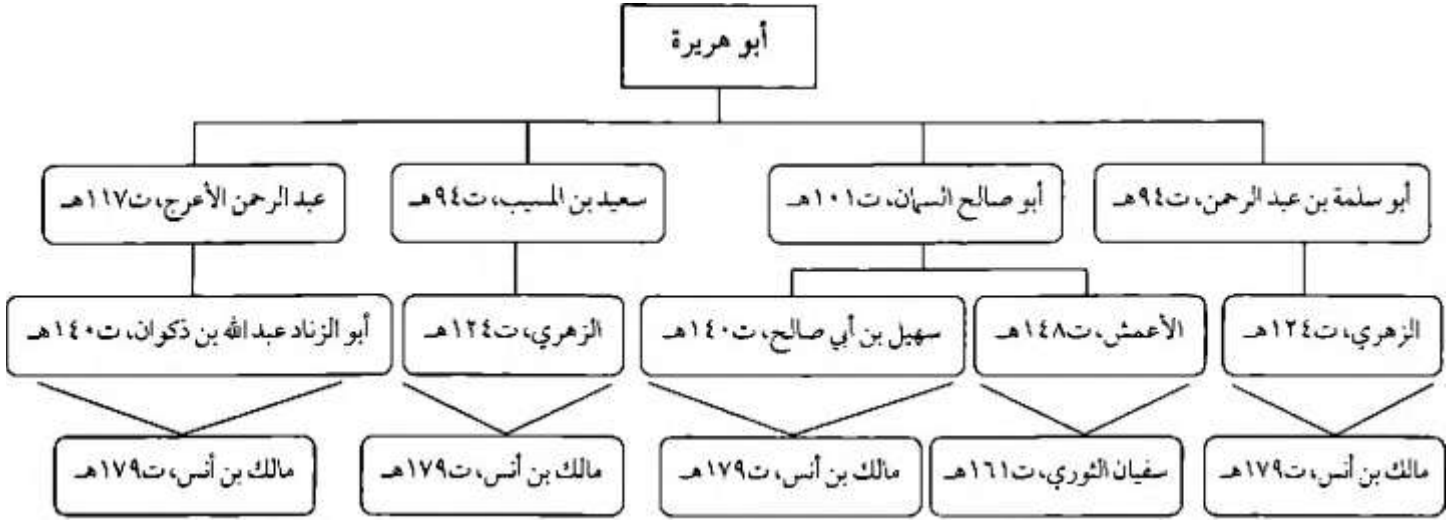 أبو هريرة
أبو سلمة بن عبد الرحمن، ت٩٤هـ
أبو صالح السمان، ت١٠١هـ
سعيد بن المسيب، ت٩٤هـ
عبد الرحمن الأعرج، ت١١٧هـ
الزهري، ت١٢٤هـ
الأعمش، ت١٤٨هـ
سهيل بن أبي صالح، ت١٤٠هـ
الزهري، ت١٢٤هـ
أبو الزناد عبد الله بن ذكوان، ت١٤٠هـ
مالك بن أنس، ت١٧٩هـ
سفيان الثوري، ت١٦١هـ
مالك بن أنس، ت١٧٩هـ
مالك بن أنس، ت١٧٩هـ
مالك بن أنس، ت١٧٩هـ